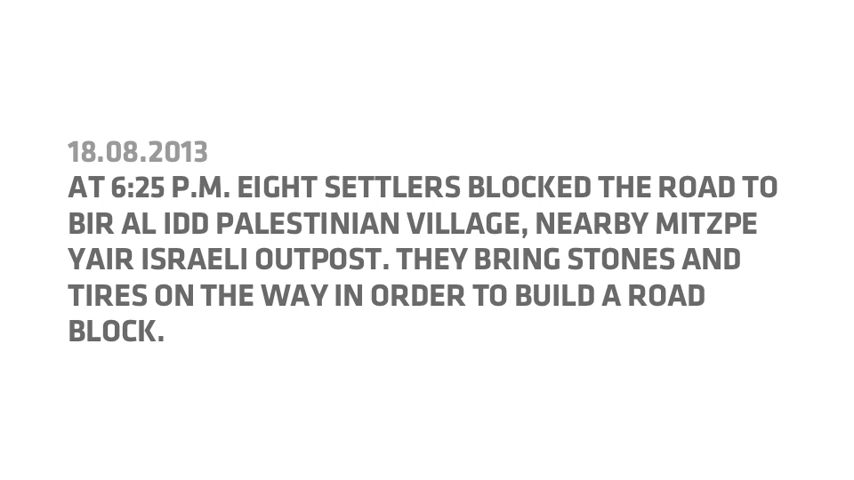 18.08.2013
AT 6:25 P.M. EIGHT SETTLERS BLOCKED THE ROAD TO
BIR AL IDD PALESTINIAN VILLAGE, NEARBY MITZPE
YAIR ISRAELI OUTPOST. THEY BRING STONES AND
TIRES ON THE WAY IN ORDER TO BUILD A ROAD
BLOCK.